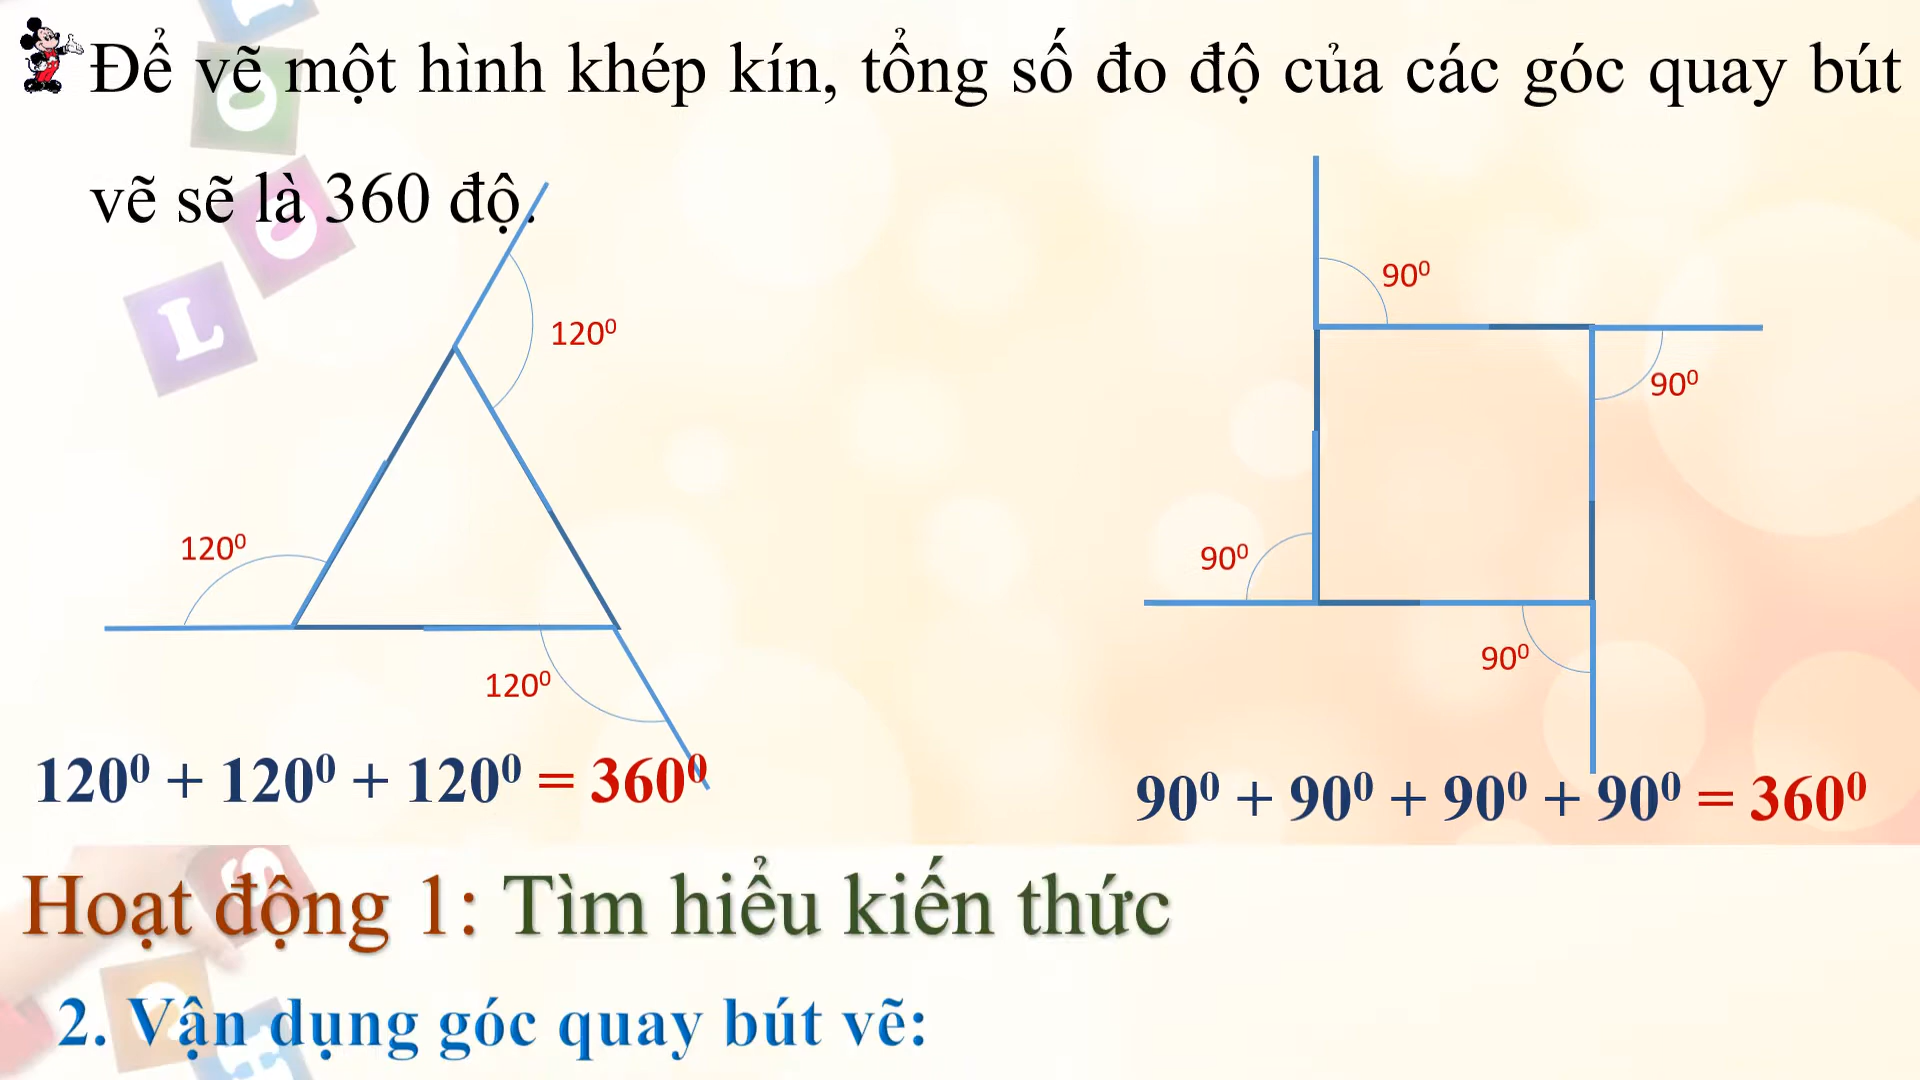 Để vẽ một hình khép kín, tổng số đo độ của các góc quay bút
vẽ sẽ là 360 độ.
120⁰
120⁰
120⁰
120⁰ + 120⁰ + 120⁰ = 360⁰
90⁰
90⁰
90⁰
90⁰
90⁰ + 90⁰ + 90⁰ + 90⁰ = 360⁰
Hoạt động 1: Tìm hiểu kiến thức
2. Vận dụng góc quay bút vẽ:
O
O
L